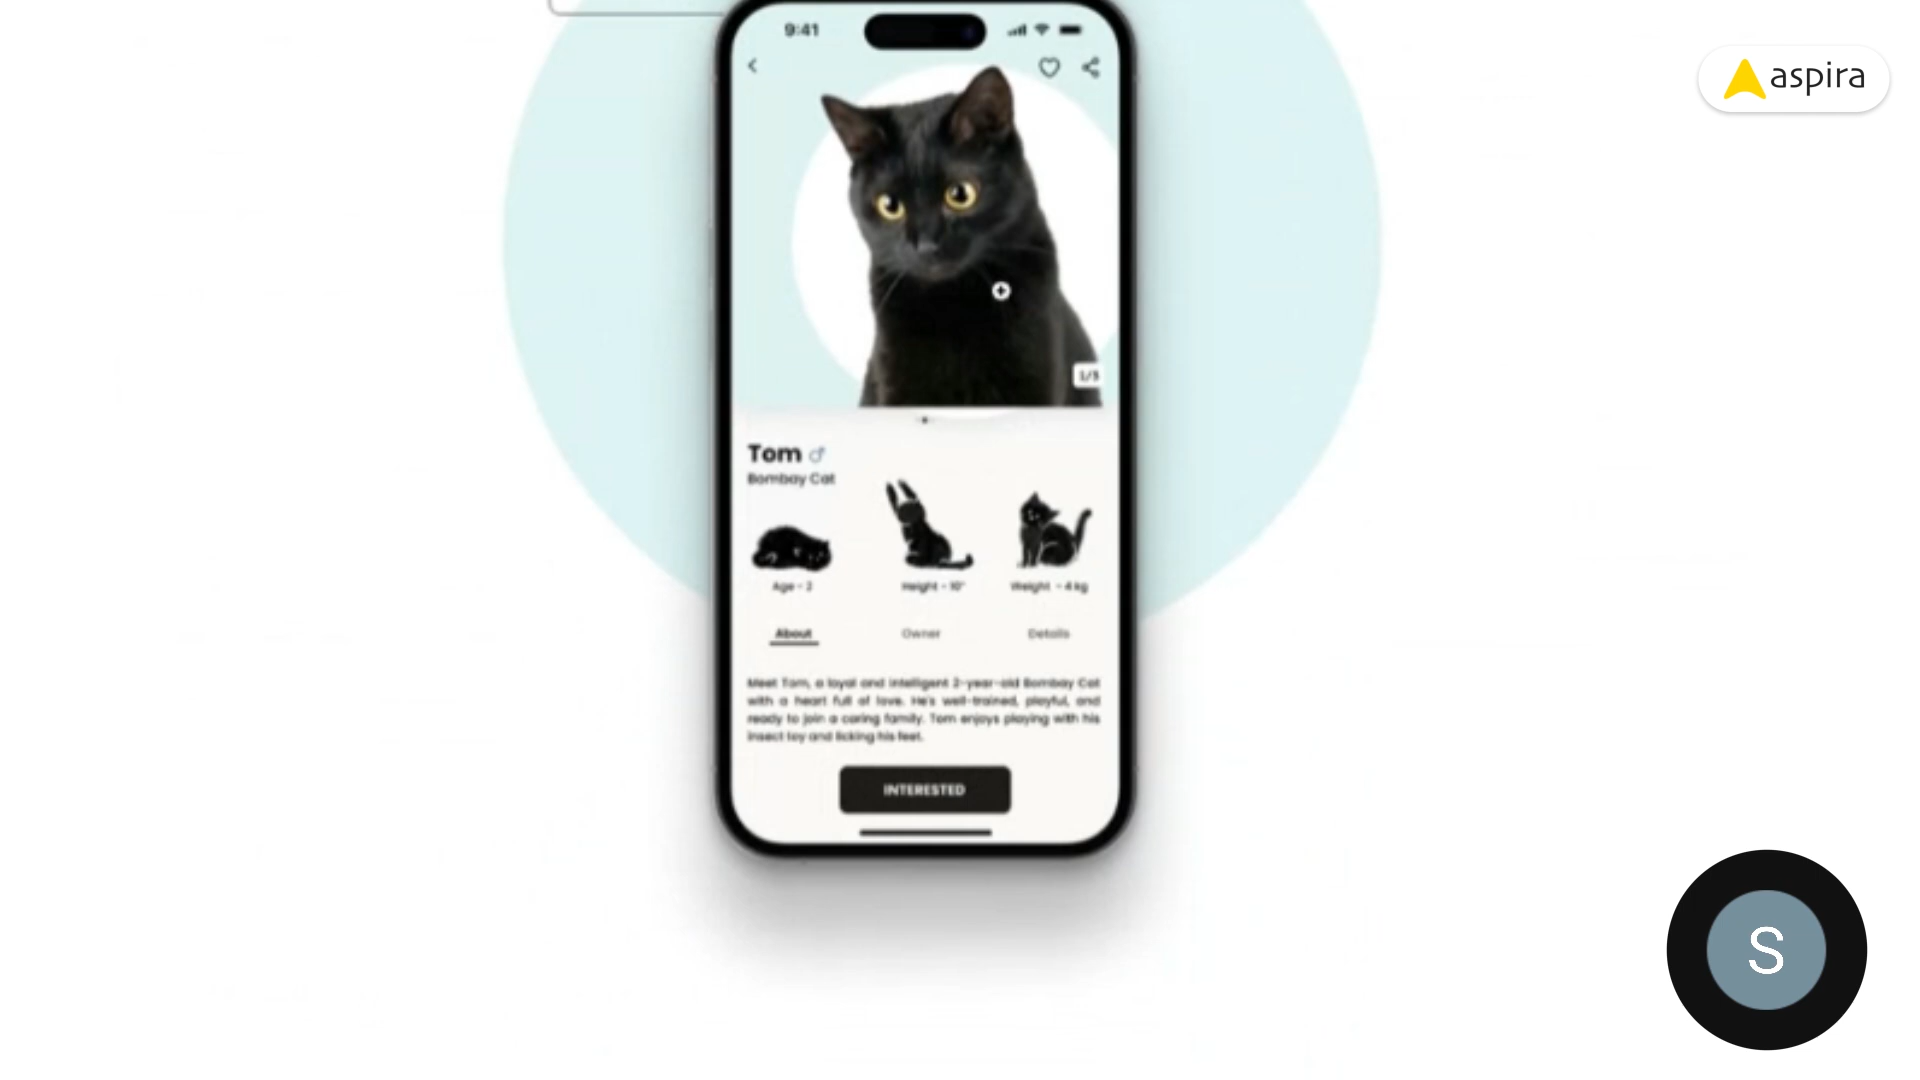 9:41
aspira
1/5
Tom ♂
Bombay Cat
Age - 2
Height - 10"
Weight - 4 kg
About
Owner
Details
Meet Tom, a loyal and intelligent 2-year-old Bombay Cat
with a heart full of love. He's well-trained, playful, and
ready to join a caring family. Tom enjoys playing with his
insect toy and licking his feet.
INTERESTED
S